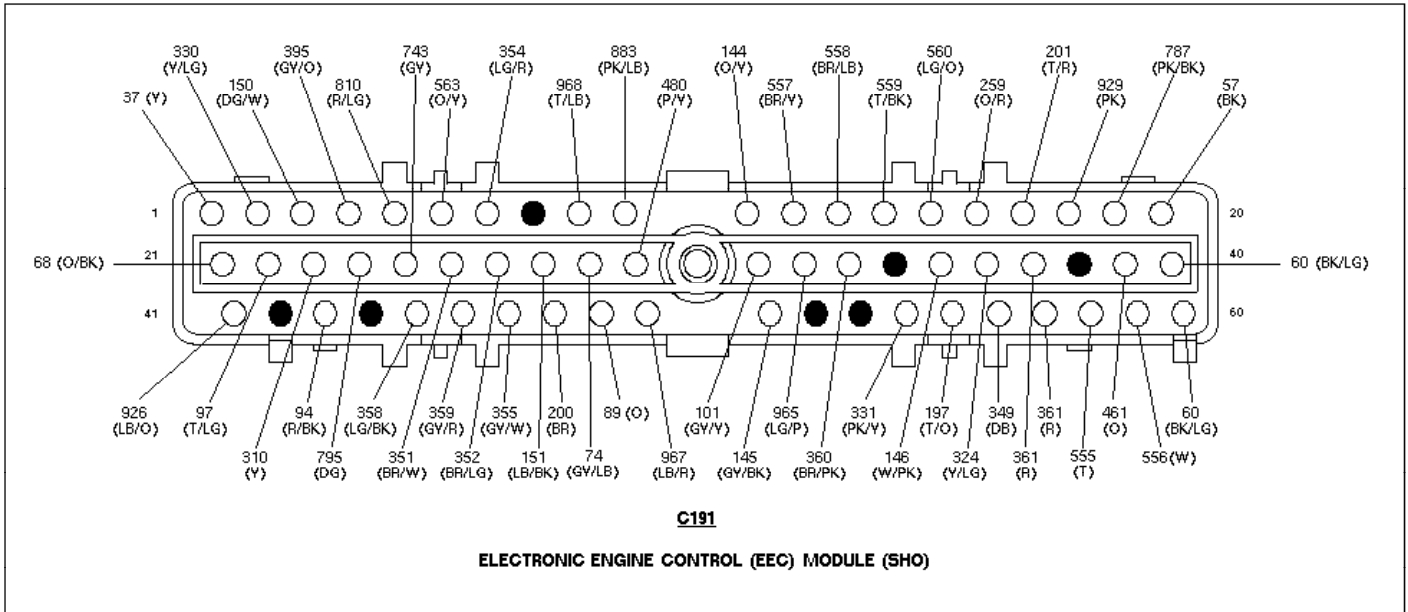 330 395 743 354 883 144 558 560 201 787
(Y/LG) (GY/O) (GY) (LG/R) (PK/LB) (O/Y) (BR/LB) (LG/O) (T/R) (PK/BK)
150 810 563 968 480 557 559 259 929 57
37 (Y) (DG/W) (R/LG) (O/Y) (T/LB) (P/Y) (BR/Y) (T/BK) (O/R) (PK) (BK)
1 20
68 (O/BK) 21 40 60 (BK/LG)
41 60
926 97 94 358 359 355 200 89 (O) 101 965 331 197 349 361 461 60
(LB/O) (T/LG) (R/BK) (LG/BK) (GY/R) (GY/W) (BR) (GY/Y) (LG/P) (PK/Y) (T/O) (DB) (R) (O) (BK/LG)
310 795 351 352 151 74 967 145 360 146 324 361 555 556 (W)
(Y) (DG) (BR/W) (BR/LG) (LB/BK) (GY/LB) (LB/R) (GY/BK) (BR/PK) (W/PK) (Y/LG) (R) (T)
C191
ELECTRONIC ENGINE CONTROL (EEC) MODULE (SHO)